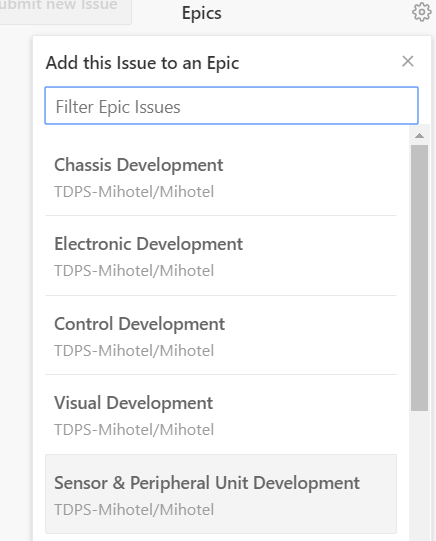 ubmit new Issue
Epics
Add this Issue to an Epic
Filter Epic Issues
Chassis Development
TDPS-Mihotel/Mihotel
Electronic Development
TDPS-Mihotel/Mihotel
Control Development
TDPS-Mihotel/Mihotel
Visual Development
TDPS-Mihotel/Mihotel
Sensor & Peripheral Unit Development
TDPS-Mihotel/Mihotel